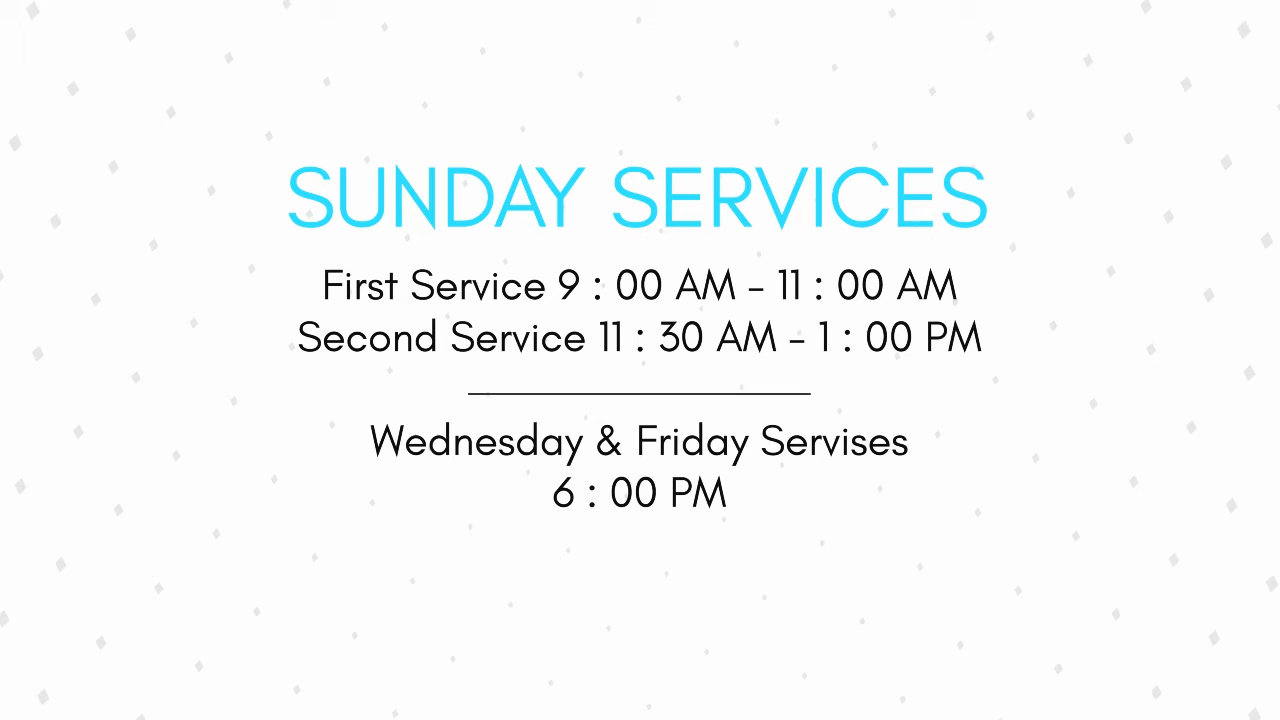 SUNDAY SERVICES
First Service 9 : 00 AM - 11 : 00 AM
Second Service 11 : 30 AM - 1 : 00 PM
Wednesday & Friday Servises
6 : 00 PM